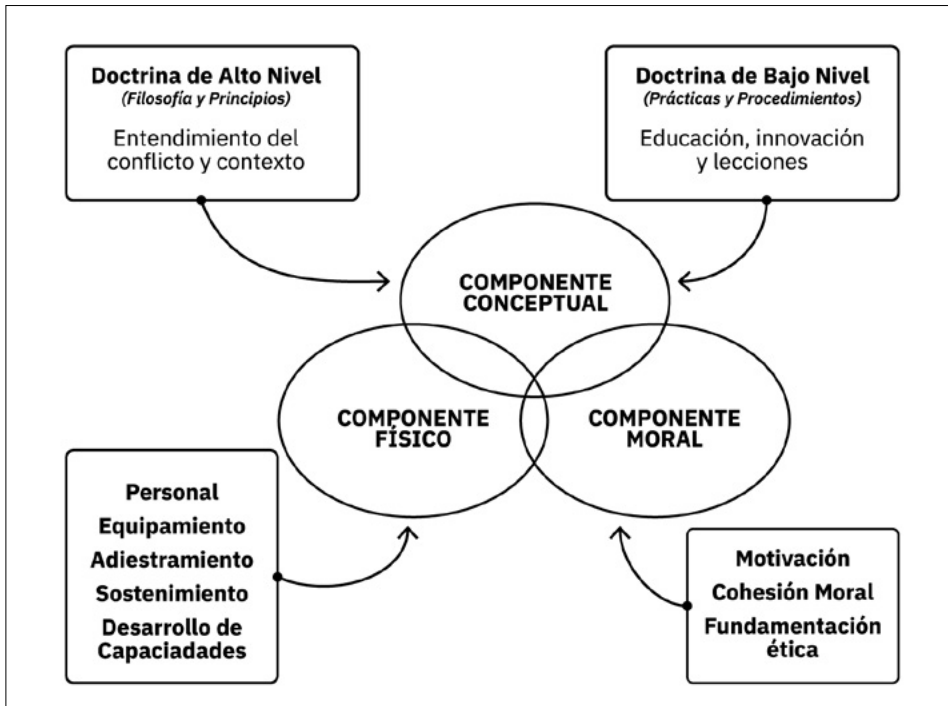 Doctrina de Alto Nivel
(Filosofía y Principios)
Entendimiento del
conflicto y contexto
Doctrina de Bajo Nivel
(Prácticas y Procedimientos)
Educación, innovación
y lecciones
COMPONENTE
CONCEPTUAL
COMPONENTE
FÍSICO
COMPONENTE
MORAL
Personal
Equipamiento
Adiestramiento
Sostenimiento
Desarrollo de
Capaciadades
Motivación
Cohesión Moral
Fundamentación
ética